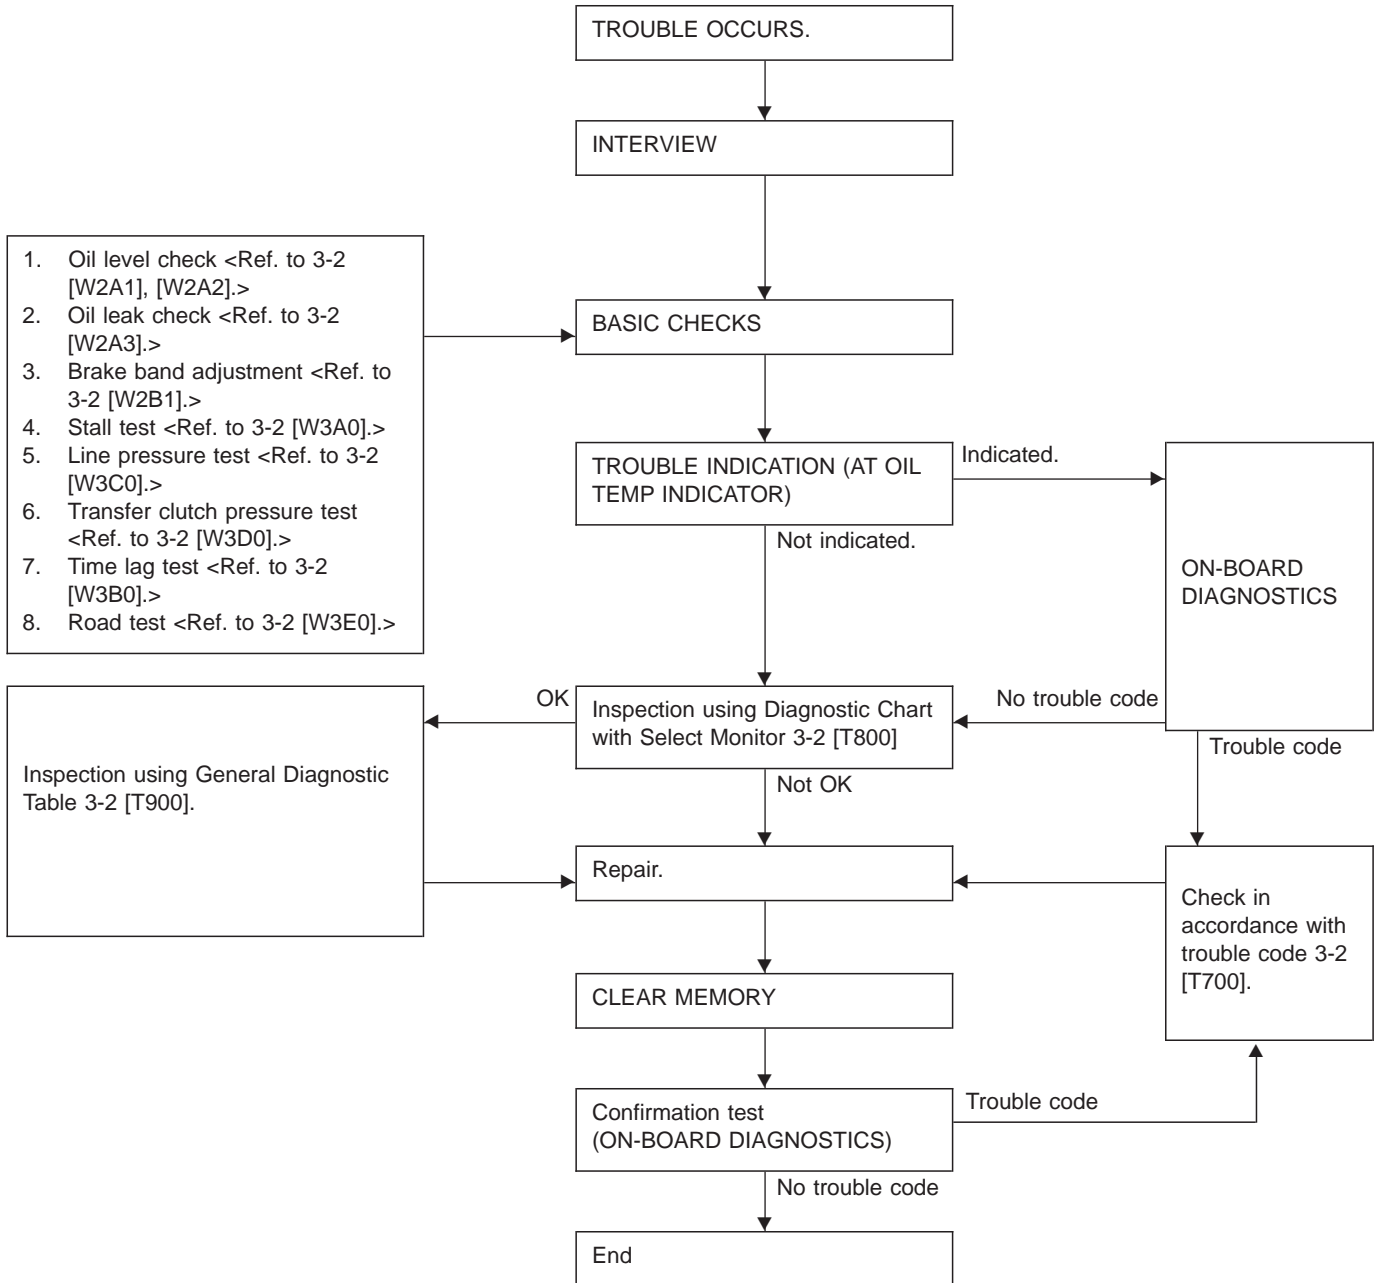 TROUBLE OCCURS.
INTERVIEW
1. Oil level check <Ref. to 3-2
[W2A1], [W2A2].>
2. Oil leak check <Ref. to 3-2
[W2A3].>
3. Brake band adjustment <Ref. to
3-2 [W2B1].>
4. Stall test <Ref. to 3-2 [W3A0].>
5. Line pressure test <Ref. to 3-2
[W3C0].>
6. Transfer clutch pressure test
<Ref. to 3-2 [W3D0].>
7. Time lag test <Ref. to 3-2
[W3B0].>
8. Road test <Ref. to 3-2 [W3E0].>
BASIC CHECKS
TROUBLE INDICATION (AT OIL
TEMP INDICATOR)
Indicated.
Not indicated.
ON-BOARD
DIAGNOSTICS
OK
Inspection using Diagnostic Chart
with Select Monitor 3-2 [T800]
No trouble code
Trouble code
Inspection using General Diagnostic
Table 3-2 [T900].
Not OK
Repair.
Check in
accordance with
trouble code 3-2
[T700].
CLEAR MEMORY
Confirmation test
(ON-BOARD DIAGNOSTICS)
Trouble code
No trouble code
End